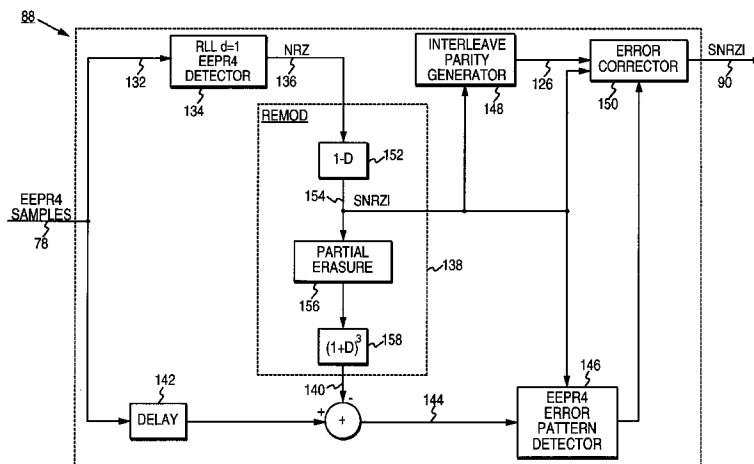 88
RLL d=1
EEPR4
DETECTOR
134
132
NRZ
136
INTERLEAVE
PARITY
GENERATOR
148
126
ERROR
CORRECTOR
150
SNRZI
90
REMOD
1-D
152
154
SNRZI
EEPR4
SAMPLES
78
PARTIAL
ERASURE
156
138
(1+D)³
158
140
142
DELAY
+
-
+
144
146
EEPR4
ERROR
PATTERN
DETECTOR